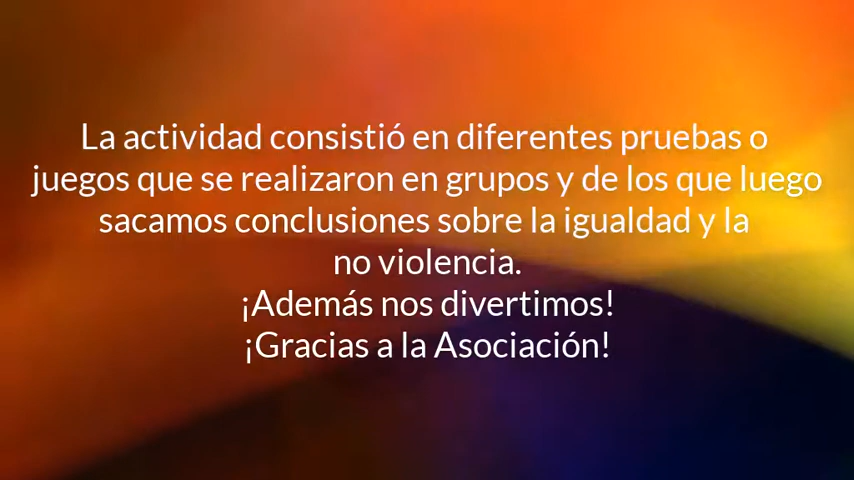 La actividad consistió en diferentes pruebas o
juegos que se realizaron en grupos y de los que luego
sacamos conclusiones sobre la igualdad y la
no violencia.
¡Además nos divertimos!
¡Gracias a la Asociación!